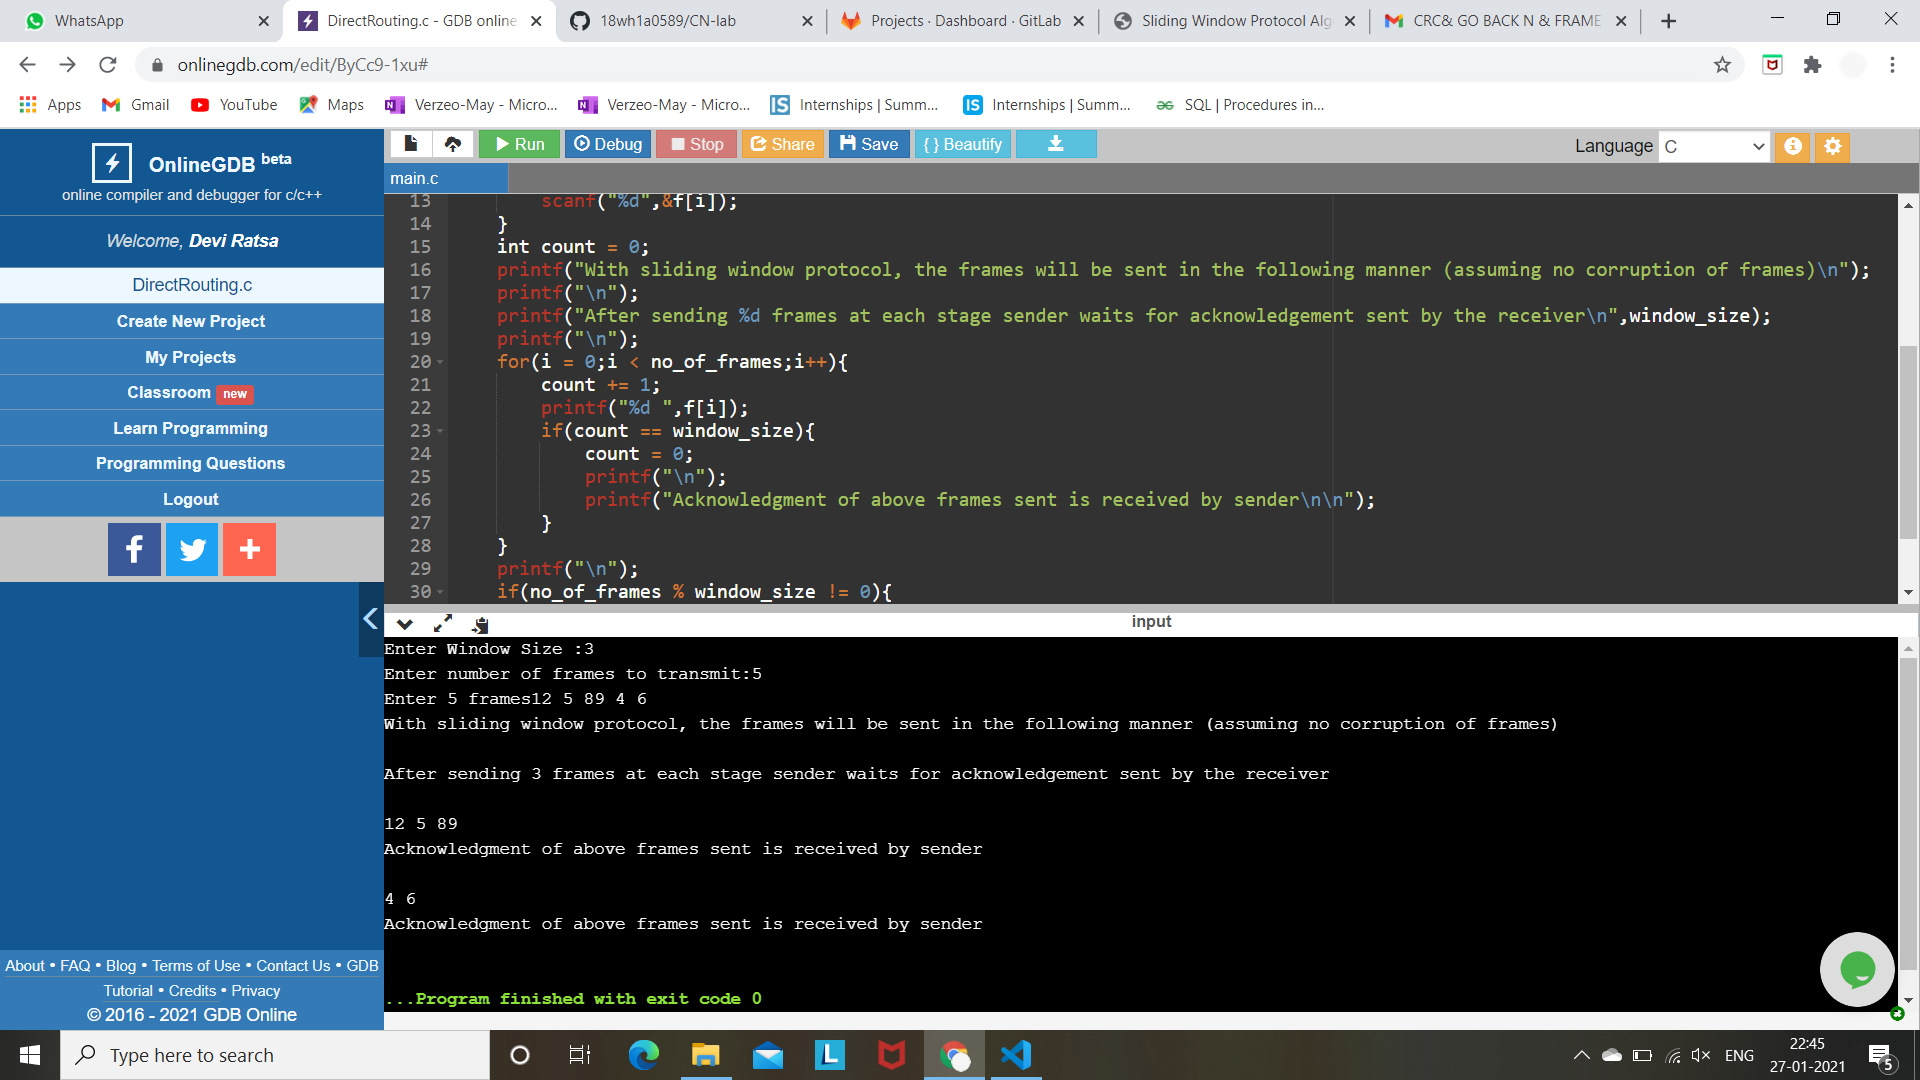 WhatsApp
DirectRouting.c - GDB online
18wh1a0589/CN-lab
Projects · Dashboard · GitLab
Sliding Window Protocol Alg
CRC& GO BACK N & FRAME
onlinegdb.com/edit/ByCc9-1xu#
Apps
Gmail
YouTube
Maps
Verzeo-May - Micro...
Verzeo-May - Micro...
Internships | Summ...
Internships | Summ...
SQL | Procedures in...
OnlineGDB beta
online compiler and debugger for c/c++
Welcome, Devi Ratsa
DirectRouting.c
Create New Project
My Projects
Classroom new
Learn Programming
Programming Questions
Logout
About • FAQ • Blog • Terms of Use • Contact Us • GDB
Tutorial • Credits • Privacy
© 2016 - 2021 GDB Online
Run
Debug
Stop
Share
Save
{ } Beautify
Language C
main.c
13 scanf("%d",&f[i]);
14 }
15 int count = 0;
16 printf("With sliding window protocol, the frames will be sent in the following manner (assuming no corruption of frames)\n");
17 printf("\n");
18 printf("After sending %d frames at each stage sender waits for acknowledgement sent by the receiver\n",window_size);
19 printf("\n");
20 for(i = 0;i < no_of_frames;i++){
21 count += 1;
22 printf("%d ",f[i]);
23 if(count == window_size){
24 count = 0;
25 printf("\n");
26 printf("Acknowledgment of above frames sent is received by sender\n\n");
27 }
28 }
29 printf("\n");
30 if(no_of_frames % window_size != 0){
input
Enter Window Size :3
Enter number of frames to transmit:5
Enter 5 frames12 5 89 4 6
With sliding window protocol, the frames will be sent in the following manner (assuming no corruption of frames)
After sending 3 frames at each stage sender waits for acknowledgement sent by the receiver
12 5 89
Acknowledgment of above frames sent is received by sender
4 6
Acknowledgment of above frames sent is received by sender
...Program finished with exit code 0
Type here to search
ENG
22:45
27-01-2021
5